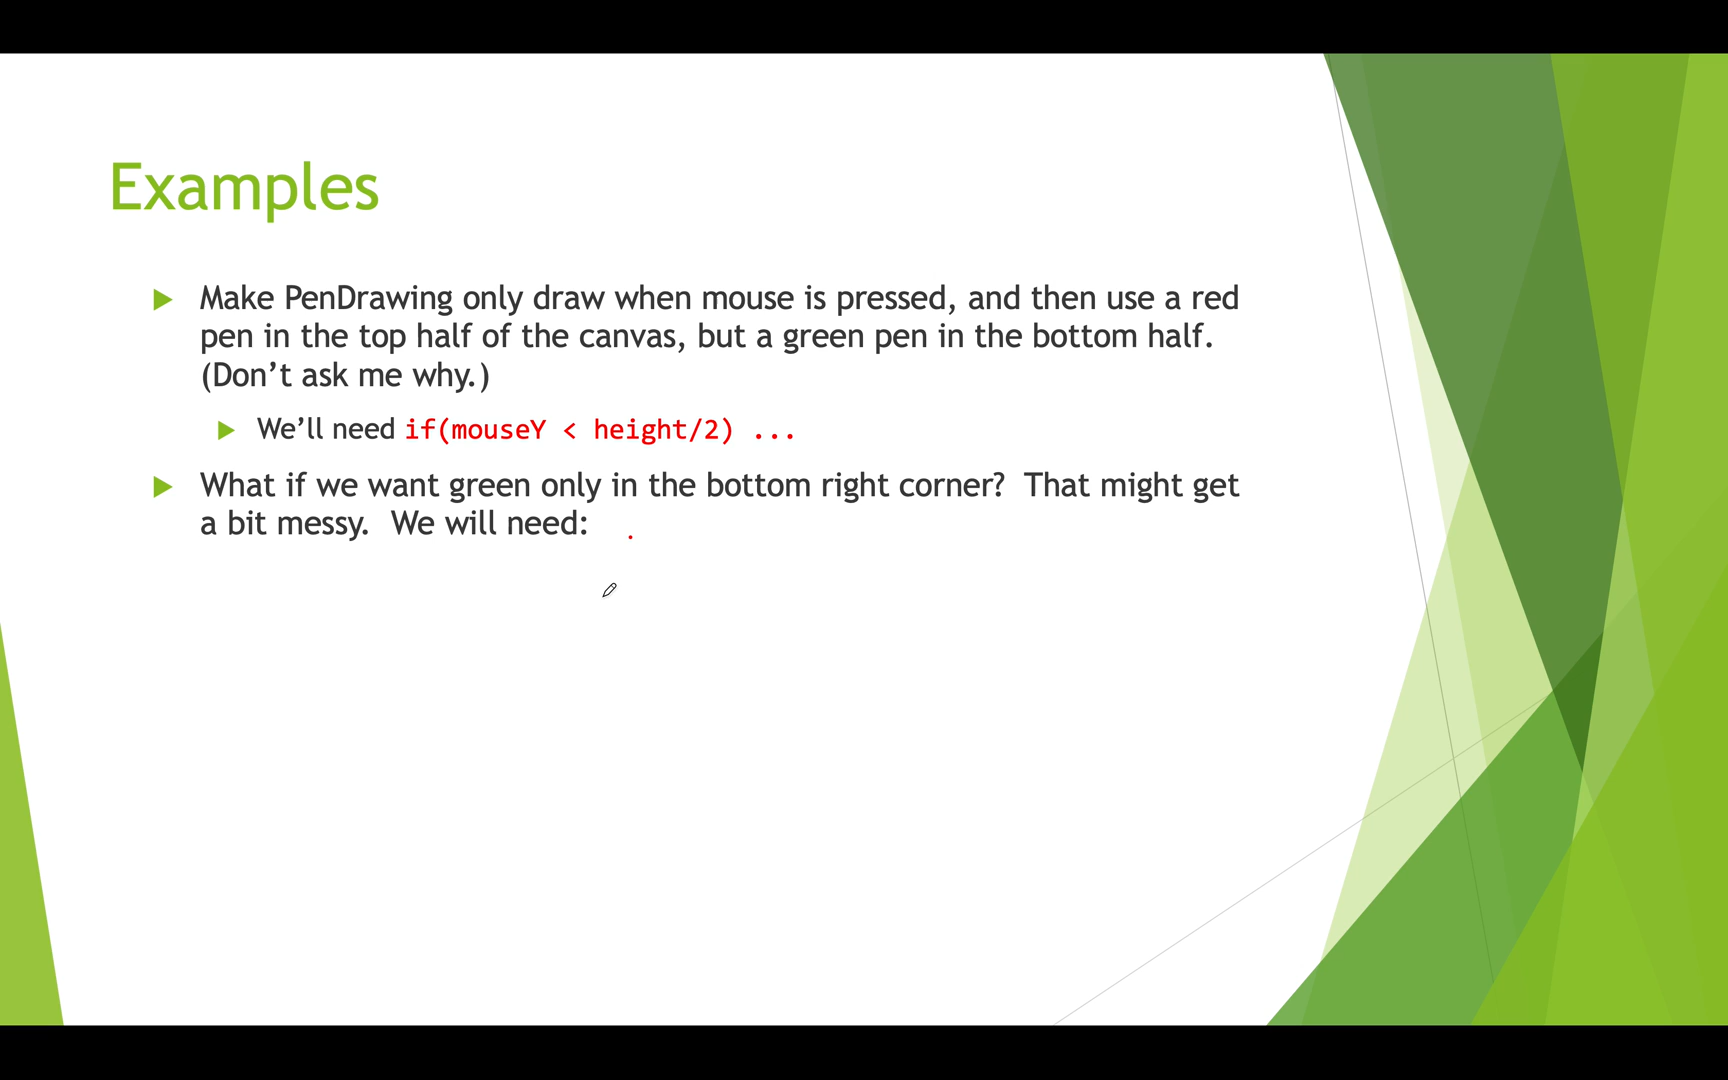 Examples
Make PenDrawing only draw when mouse is pressed, and then use a red
pen in the top half of the canvas, but a green pen in the bottom half.
(Don’t ask me why.)
We’ll need if(mouseY < height/2) ...
What if we want green only in the bottom right corner?  That might get
a bit messy.  We will need: